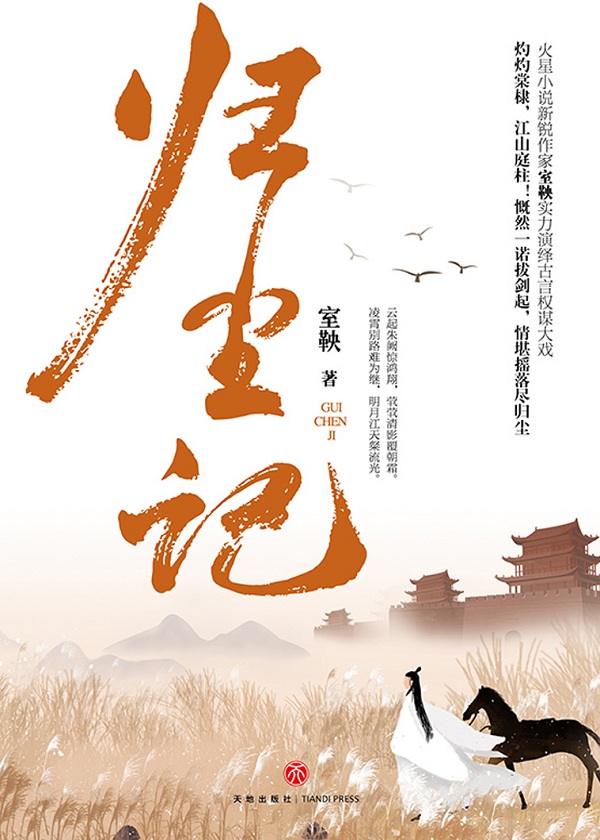 火星小说新锐作家室鞅实力演绎古言权谋大戏
灼灼棠棣，江山庭柱！慨然一诺拔剑起，情堪摇落尽归尘
归尘记
室鞅 著
GUI
CHEN
JI
云起朱阙惊鸿翔，茕茕清影覆朝霜。
凌霄别路难为继，明月江天粲流光。
天地出版社 | TIANDI PRESS